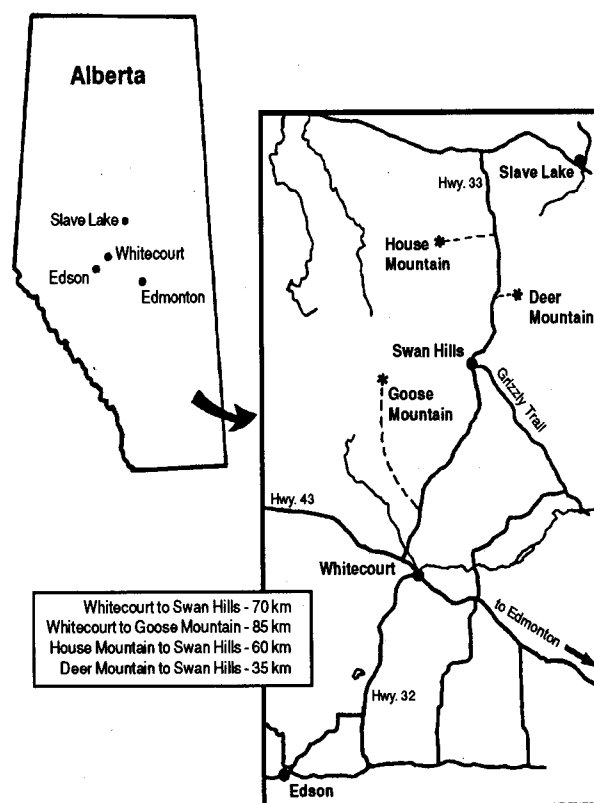 Alberta
Slave Lake
Whitecourt
Edson
Edmonton
Slave Lake
Hwy. 33
House
Mountain
Deer
Mountain
Swan Hills
Goose
Mountain
Grizzly Trail
Hwy. 43
Whitecourt
to Edmonton
Whitecourt to Swan Hills - 70 km
Whitecourt to Goose Mountain - 85 km
House Mountain to Swan Hills - 60 km
Deer Mountain to Swan Hills - 35 km
Hwy. 32
Edson